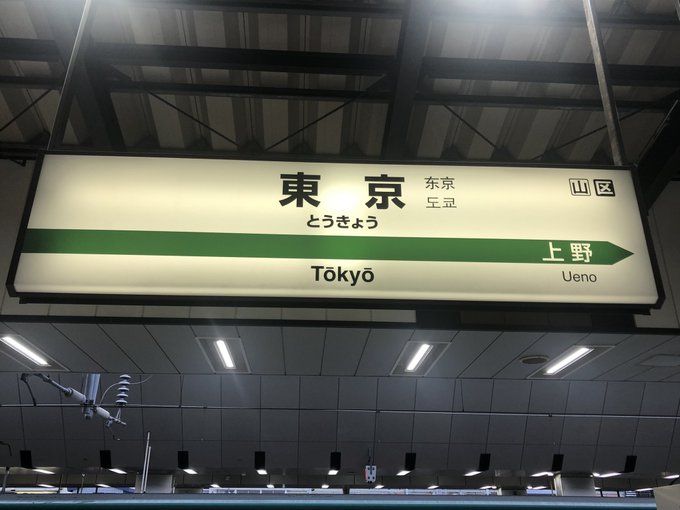 東京
东京
도쿄
山 区
とうきょう
上野
Tōkyō
Ueno